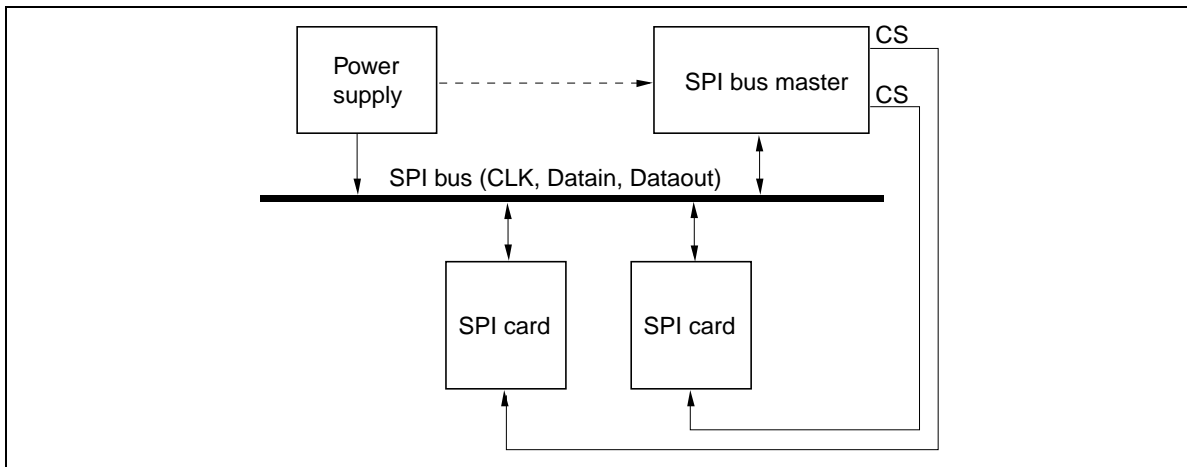 Power
supply
SPI bus master
CS
CS
SPI bus (CLK, Datain, Dataout)
SPI card
SPI card